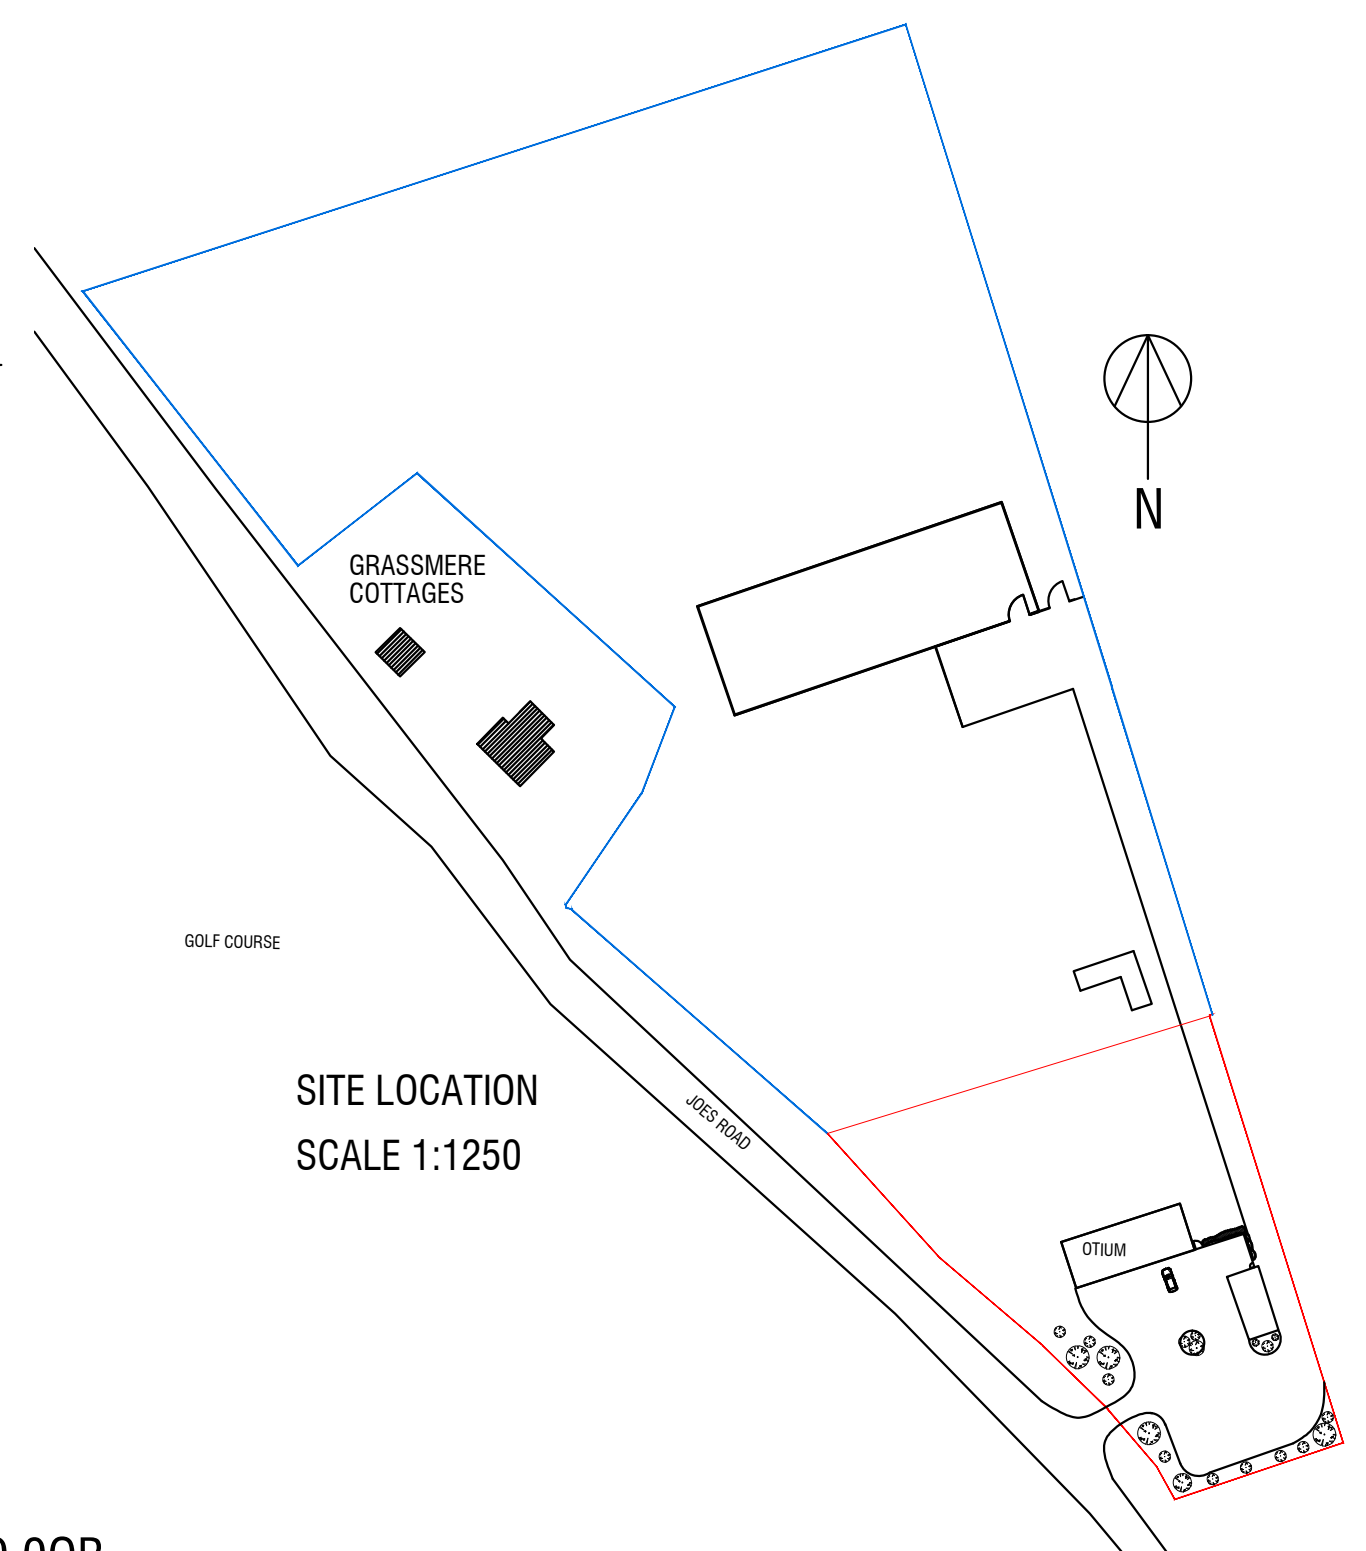 N
GRASSMERE
COTTAGES
GOLF COURSE
SITE LOCATION
SCALE 1:1250
JOES ROAD
OTIUM